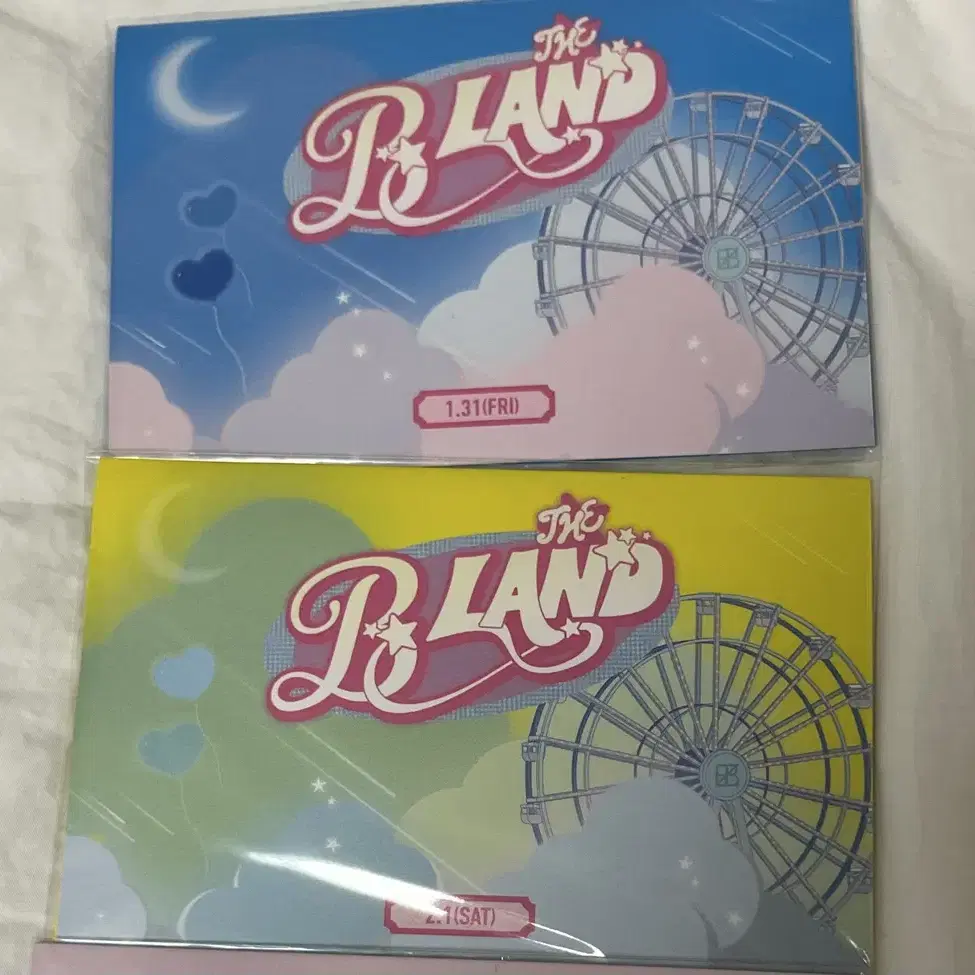 THE
B LAND
1.31(FRI)
THE
B LAND
2.1(SAT)